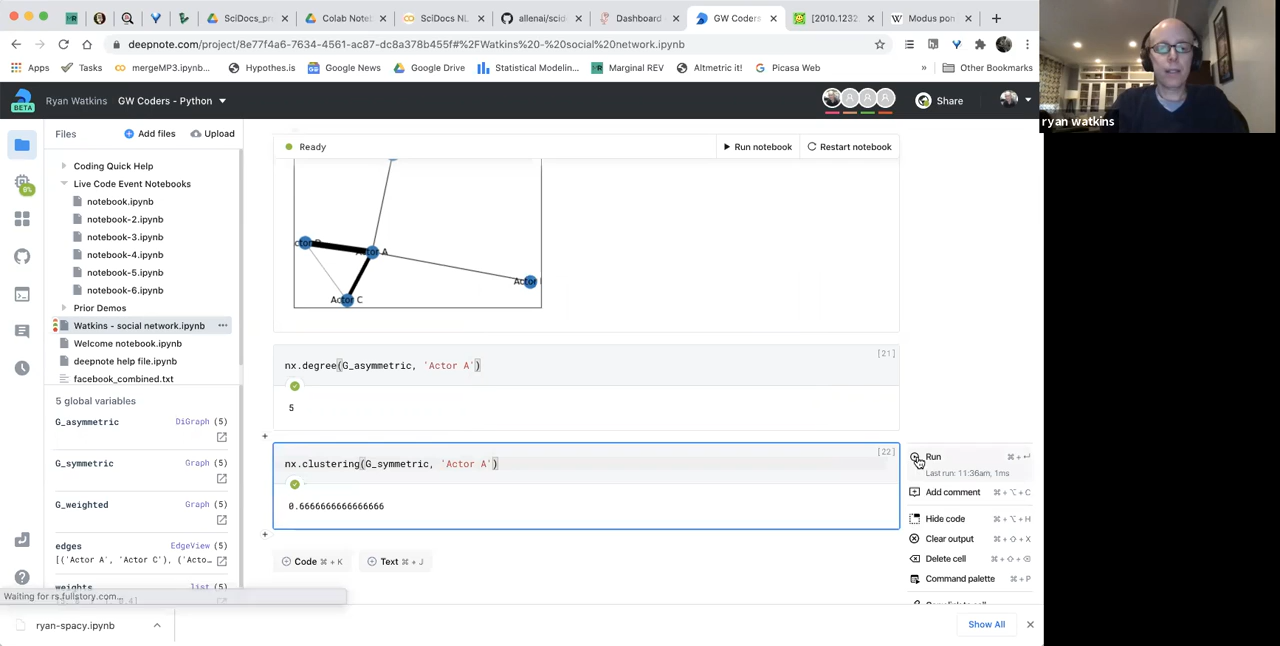 SciDocs_pr
Colab Note
SciDocs NL
allenai/scid
Dashboard
GW Coders
[2010.1232
Modus pon
deepnote.com/project/8e77f4a6-7634-4561-ac87-dc8a378b455f#%2FWatkins%20-%20social%20network.ipynb
Apps
Tasks
mergeMP3.ipynb...
Hypothes.is
Google News
Google Drive
Statistical Modelin...
Marginal REV
Altmetric it!
Picasa Web
»
Other Bookmarks
BETA
Ryan Watkins
GW Coders - Python
Share
ryan watkins
Files
Add files
Upload
Coding Quick Help
Live Code Event Notebooks
notebook.ipynb
notebook-2.ipynb
notebook-3.ipynb
notebook-4.ipynb
notebook-5.ipynb
notebook-6.ipynb
Prior Demos
Watkins - social network.ipynb
Welcome notebook.ipynb
deepnote help file.ipynb
facebook_combined.txt
5 global variables
G_asymmetric DiGraph (5)
G_symmetric Graph (5)
G_weighted Graph (5)
edges EdgeView (5)
[('Actor A', 'Actor C'), ('Acto...
weights list (5)
Waiting for rs.fullstory.com...
Ready
Run notebook
Restart notebook
Actor C
[21]
nx.degree(G_asymmetric, 'Actor A')
5
[22]
nx.clustering(G_symmetric, 'Actor A')
0.6666666666666666
Code ⌘ + K
Text ⌘ + J
Run ⌘ + ↩
Last run: 11:36am, 1ms
Add comment ⌘ + ⌥ + C
Hide code ⌘ + ⌥ + H
Clear output ⌘ + ⇧ + X
Delete cell ⌘ + ⇧ + ⌫
Command palette ⌘ + P
ryan-spacy.ipynb
Show All